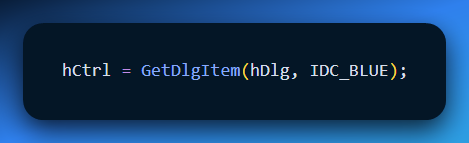 hCtrl = GetDlgItem(hDlg, IDC_BLUE);